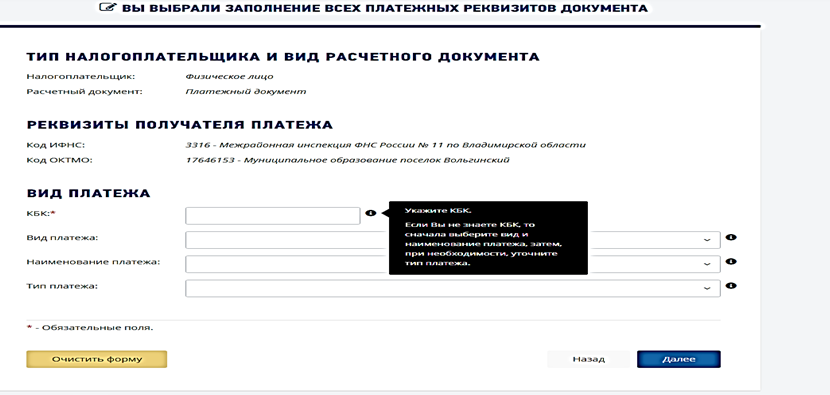 ВЫ ВЫБРАЛИ ЗАПОЛНЕНИЕ ВСЕХ ПЛАТЕЖНЫХ РЕКВИЗИТОВ ДОКУМЕНТА
ТИП НАЛОГОПЛАТЕЛЬЩИКА И ВИД РАСЧЕТНОГО ДОКУМЕНТА
Налогоплательщик: Физическое лицо
Расчетный документ: Платежный документ
РЕКВИЗИТЫ ПОЛУЧАТЕЛЯ ПЛАТЕЖА
Код ИФНС: 3316 - Межрайонная инспекция ФНС России № 11 по Владимирской области
Код ОКТМО: 17646153 - Муниципальное образование поселок Вольгинский
ВИД ПЛАТЕЖА
КБК:*
Укажите КБК.
Если Вы не знаете КБК, то
сначала выберите вид и
наименование платежа, затем,
при необходимости, уточните
тип платежа.
Вид платежа:
Наименование платежа:
Тип платежа:
* - Обязательные поля.
Очистить форму
Назад
Далее